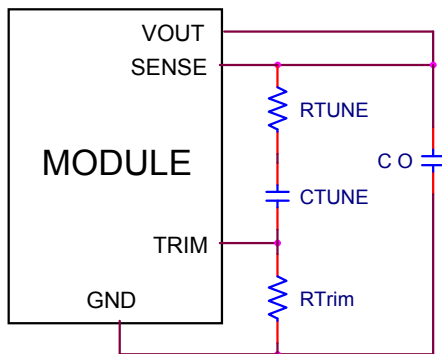 VOUT
SENSE
RTUNE
MODULE
C O
CTUNE
TRIM
GND
RTrim